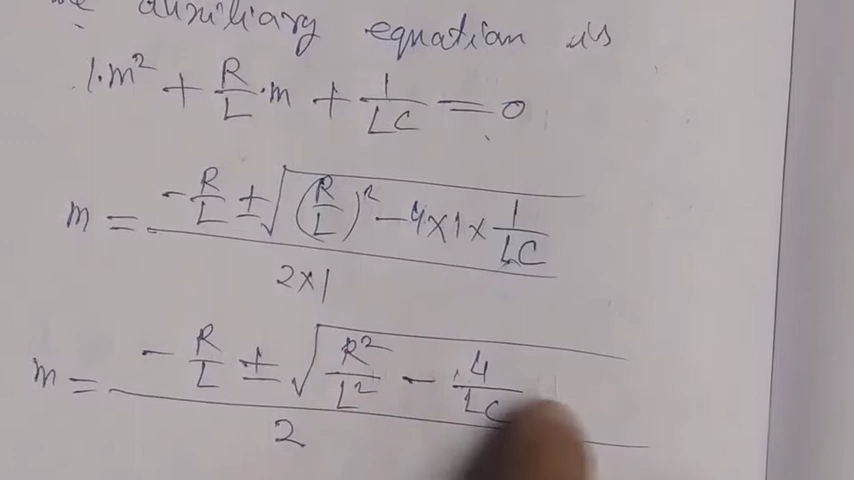 auxiliary equation is
1·m² + R/L ·m + 1/LC = 0
m = (-R/L ± √((R/L)² - 4×1× 1/LC)) / 2×1
m = (-R/L ± √(R²/L² - 4/LC)) / 2